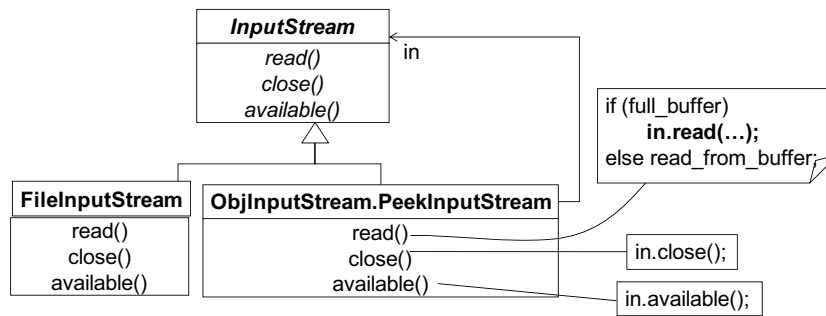 InputStream
read()
close()
available()
in
if (full_buffer)
in.read(…);
else read_from_buffer;
FileInputStream
read()
close()
available()
ObjInputStream.PeekInputStream
read()
close()
available()
in.close();
in.available();